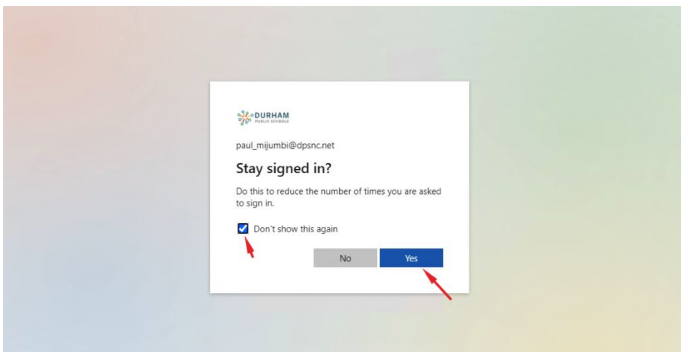 DURHAM
PUBLIC SCHOOLS
paul_mijumbi@dpsnc.net
Stay signed in?
Do this to reduce the number of times you are asked
to sign in.
Don't show this again
No Yes